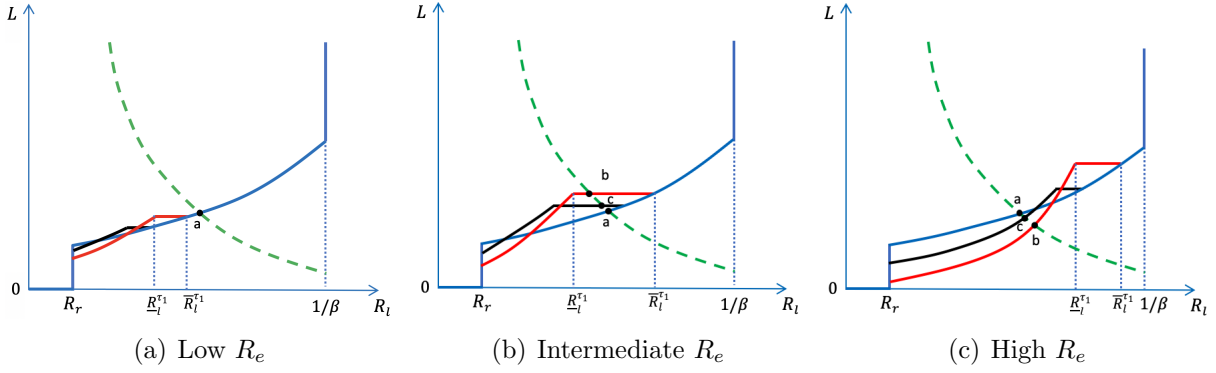 L
a
0
R_r
\underline{R}_l^{τ_1}
\overline{R}_l^{τ_1}
1/β
R_l
(a) Low R_e
L
b
c
a
0
R_r
\underline{R}_l^{τ_1}
\overline{R}_l^{τ_1}
1/β
R_l
(b) Intermediate R_e
L
a
c
b
0
R_r
\underline{R}_l^{τ_1}
\overline{R}_l^{τ_1}
1/β
R_l
(c) High R_e